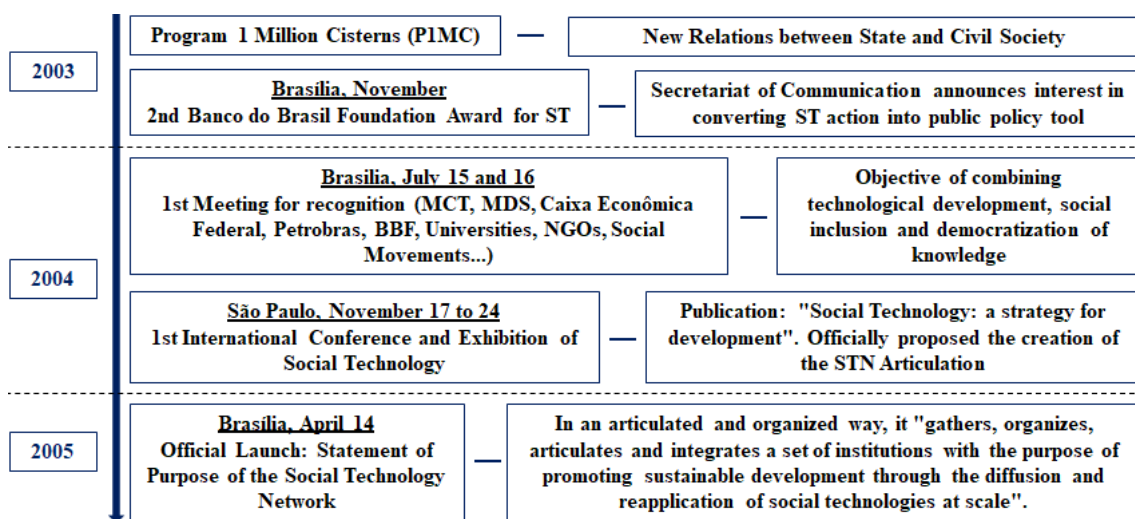 2003
Program 1 Million Cisterns (P1MC)
New Relations between State and Civil Society
Brasília, November
2nd Banco do Brasil Foundation Award for ST
Secretariat of Communication announces interest in
converting ST action into public policy tool
2004
Brasilia, July 15 and 16
1st Meeting for recognition (MCT, MDS, Caixa Econômica
Federal, Petrobras, BBF, Universities, NGOs, Social
Movements...)
Objective of combining
technological development, social
inclusion and democratization of
knowledge
São Paulo, November 17 to 24
1st International Conference and Exhibition of
Social Technology
Publication: "Social Technology: a strategy for
development". Officially proposed the creation of
the STN Articulation
2005
Brasília, April 14
Official Launch: Statement of
Purpose of the Social Technology
Network
In an articulated and organized way, it "gathers, organizes,
articulates and integrates a set of institutions with the purpose of
promoting sustainable development through the diffusion and
reapplication of social technologies at scale".